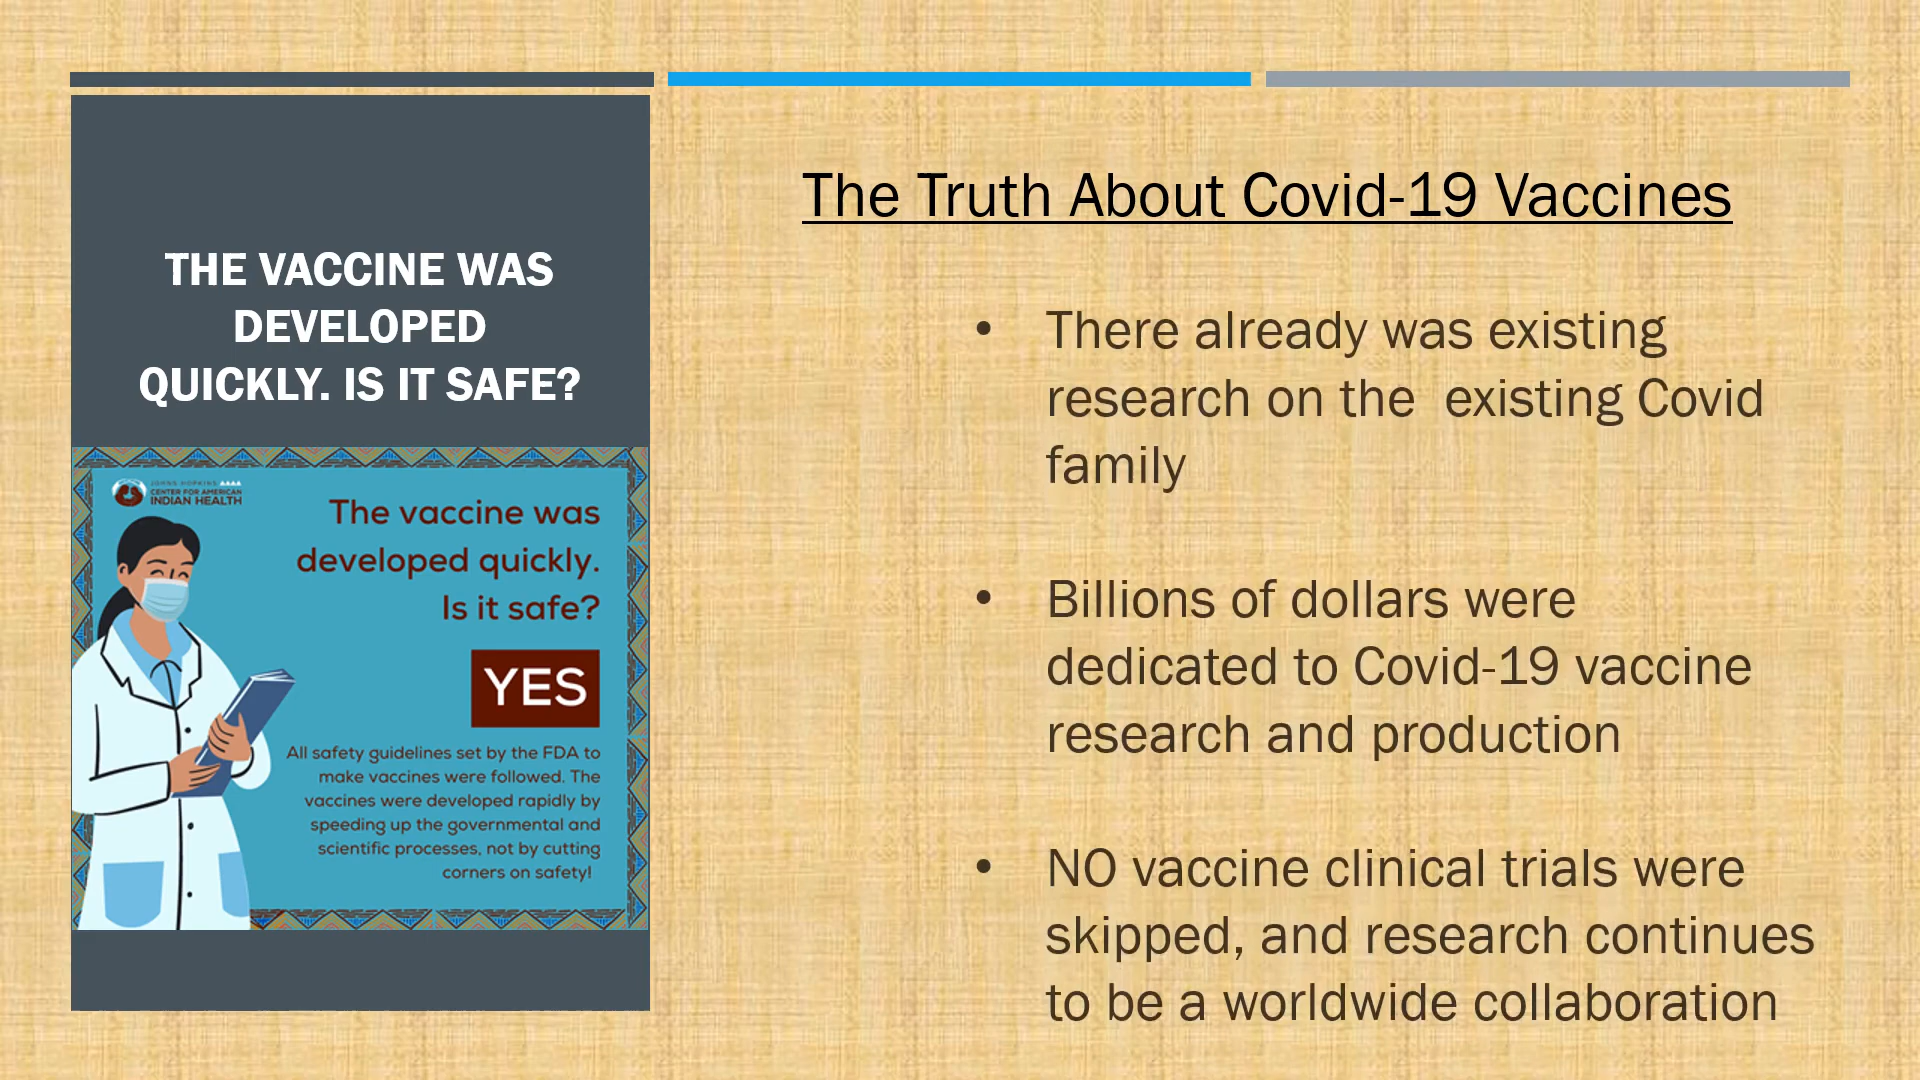 THE VACCINE WAS
DEVELOPED
QUICKLY. IS IT SAFE?
JOHNS HOPKINS
CENTER FOR AMERICAN
INDIAN HEALTH
The vaccine was
developed quickly.
Is it safe?
YES
All safety guidelines set by the FDA to
make vaccines were followed. The
vaccines were developed rapidly by
speeding up the governmental and
scientific processes, not by cutting
corners on safety!
The Truth About Covid-19 Vaccines
• There already was existing
research on the  existing Covid
family
• Billions of dollars were
dedicated to Covid-19 vaccine
research and production
• NO vaccine clinical trials were
skipped, and research continues
to be a worldwide collaboration